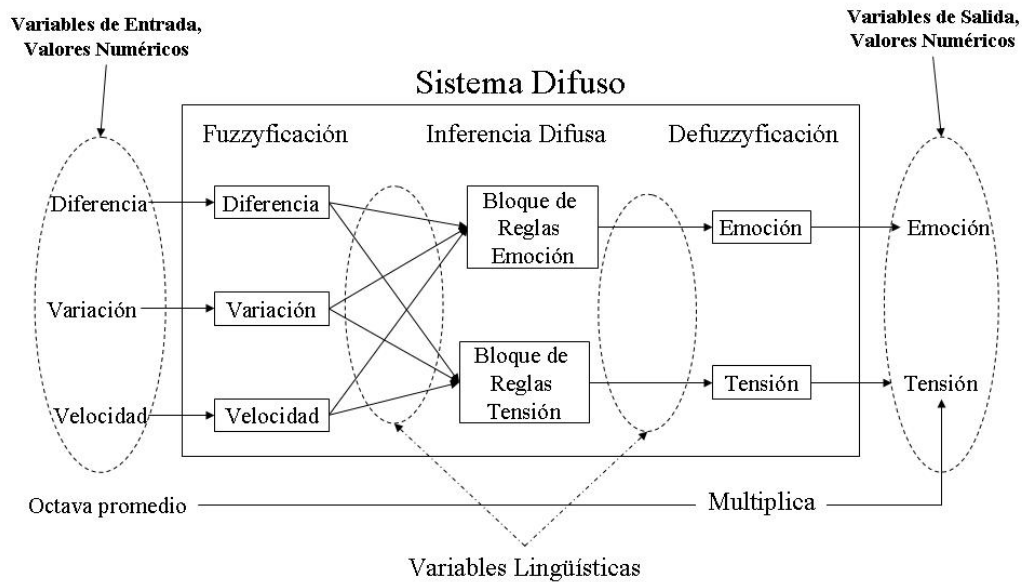 Variables de Entrada,
Valores Numéricos
Variables de Salida,
Valores Numéricos
Sistema Difuso
Fuzzyficación
Inferencia Difusa
Defuzzyficación
Diferencia
Diferencia
Bloque de
Reglas
Emoción
Emoción
Emoción
Variación
Variación
Bloque de
Reglas
Tensión
Tensión
Tensión
Velocidad
Velocidad
Octava promedio
Multiplica
Variables Lingüísticas